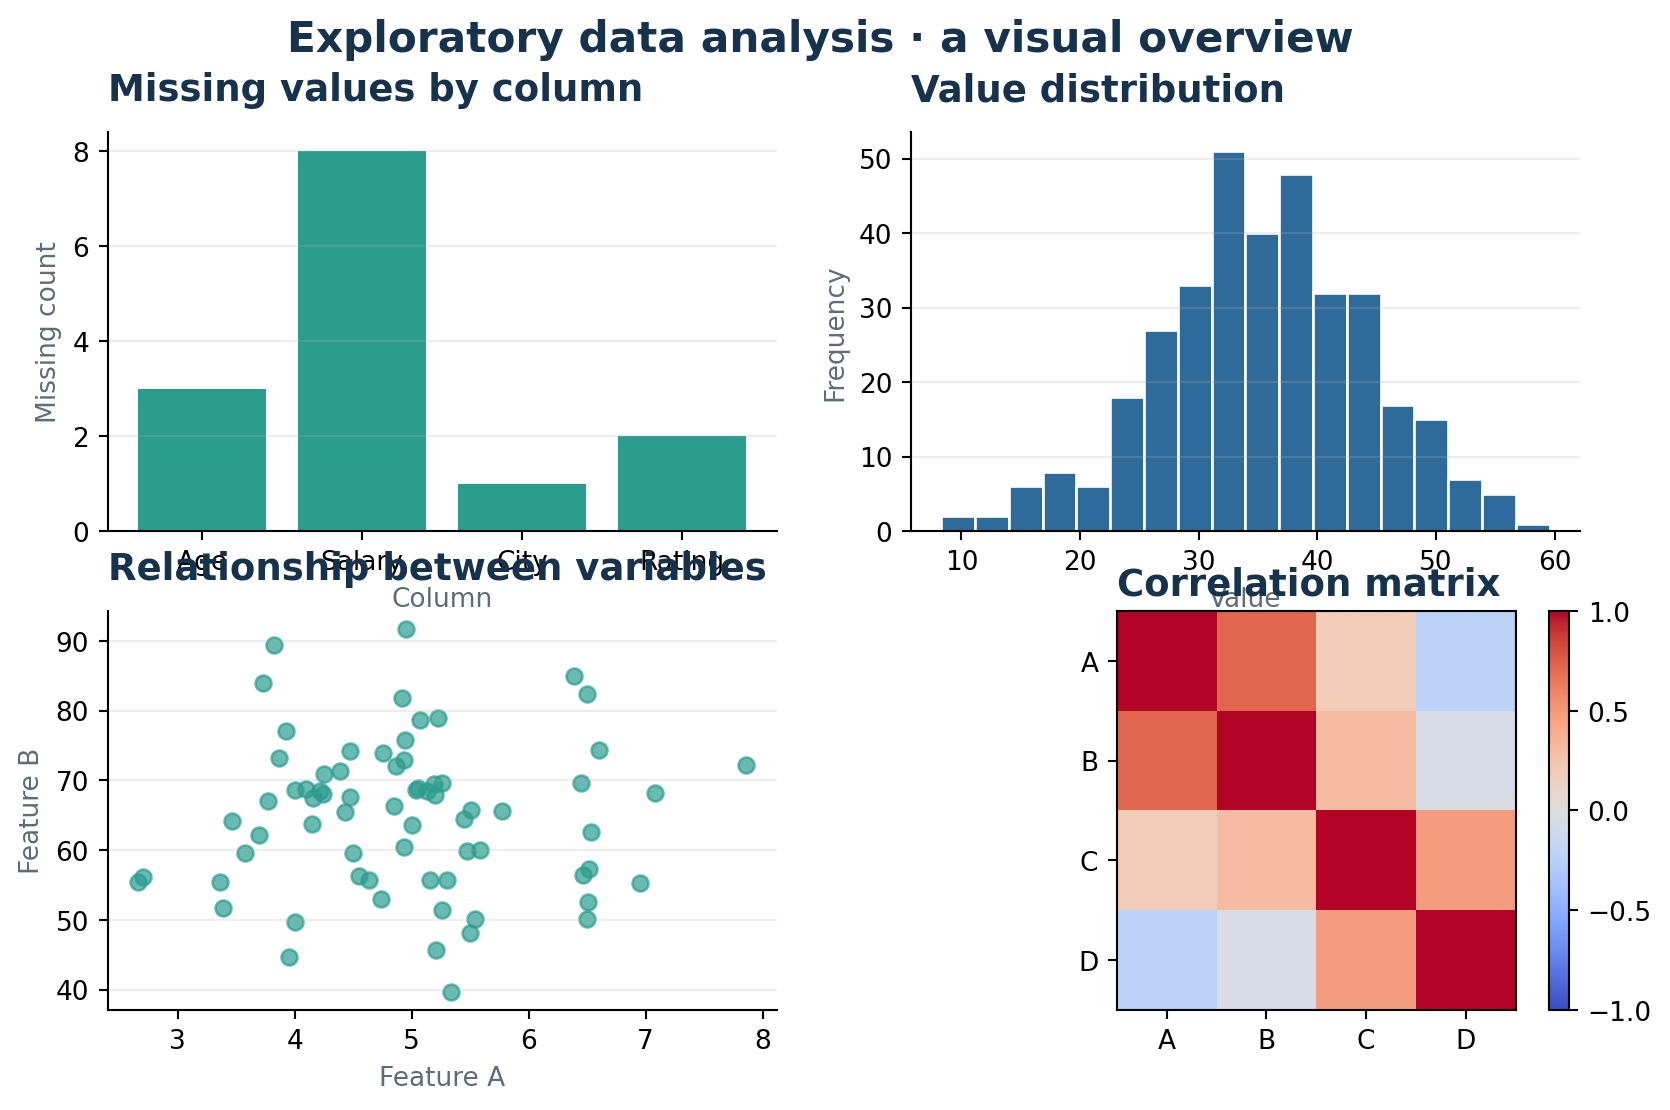 Exploratory data analysis · a visual overview
Missing values by column
8
6
4
2
0
Missing count
Age Salary City Rating
Column
Value distribution
50
40
30
20
10
0
Frequency
10 20 30 40 50 60
Value
Relationship between variables
90
80
70
60
50
40
Feature B
3 4 5 6 7 8
Feature A
Correlation matrix
A
B
C
D
A B C D
1.0
0.5
0.0
−0.5
−1.0